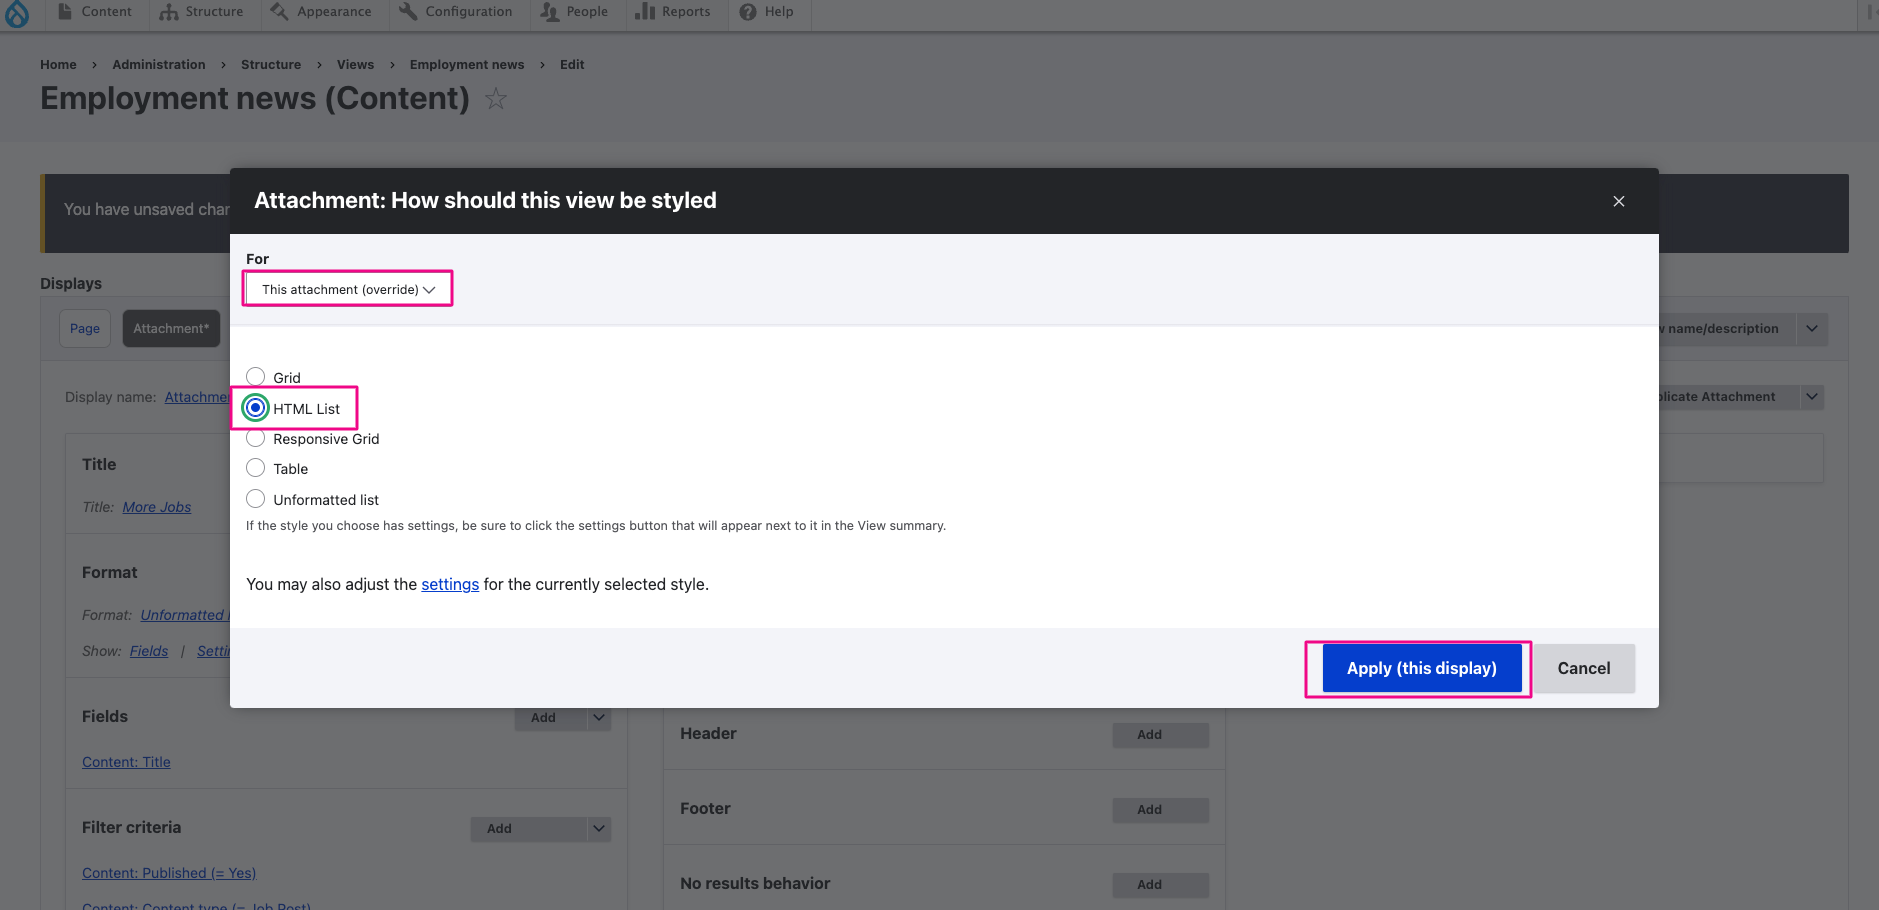 Content Structure Appearance Configuration People Reports Help
Home › Administration › Structure › Views › Employment news › Edit
Employment news (Content)
You have unsaved
Attachment: How should this view be styled
For
This attachment (override)
Displays
Page Attachment*
name/description
Display name:
Attachment
Grid
HTML List
Responsive Grid
Table
Unformatted list
If the style you choose has settings, be sure to click the settings button that will appear next to it in the View summary.
You may also adjust the settings for the currently selected style.
Apply (this display) Cancel
Title
Title: More Jobs
Format
Format: Unformatted
Show: Fields |
Fields Add
Content: Title
Filter criteria Add
Content: Published (= Yes)
Content: Content type (= Job Post)
Header Add
Footer Add
No results behavior Add